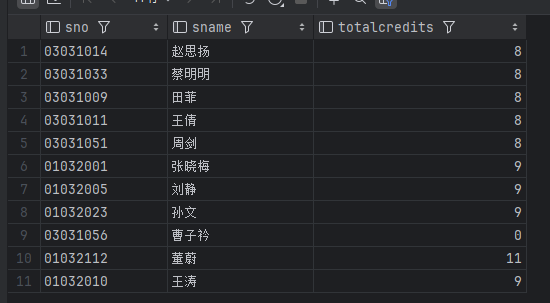 sno sname totalcredits
1 03031014 赵思扬 8
2 03031033 蔡明明 8
3 03031009 田菲 8
4 03031011 王倩 8
5 03031051 周剑 8
6 01032001 张晓梅 9
7 01032005 刘静 9
8 01032023 孙文 9
9 03031056 曹子衿 0
10 01032112 董蔚 11
11 01032010 王涛 9